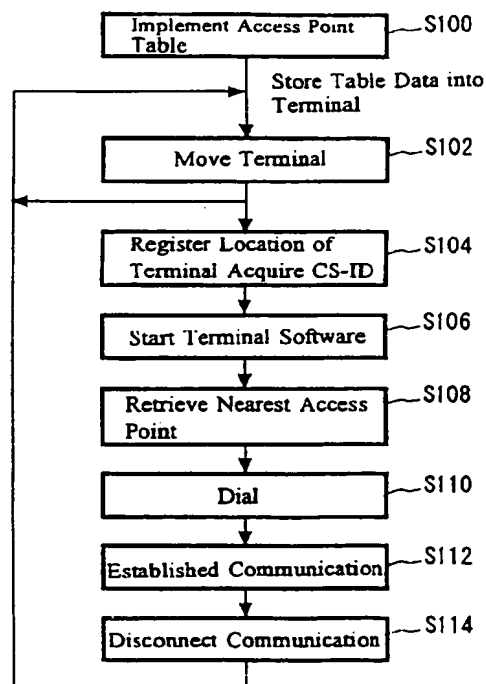 Implement Access Point
Table
S100
Store Table Data into
Terminal
Move Terminal
S102
Register Location of
Terminal Acquire CS-ID
S104
Start Terminal Software
S106
Retrieve Nearest Access
Point
S108
Dial
S110
Established Communication
S112
Disconnect Communication
S114